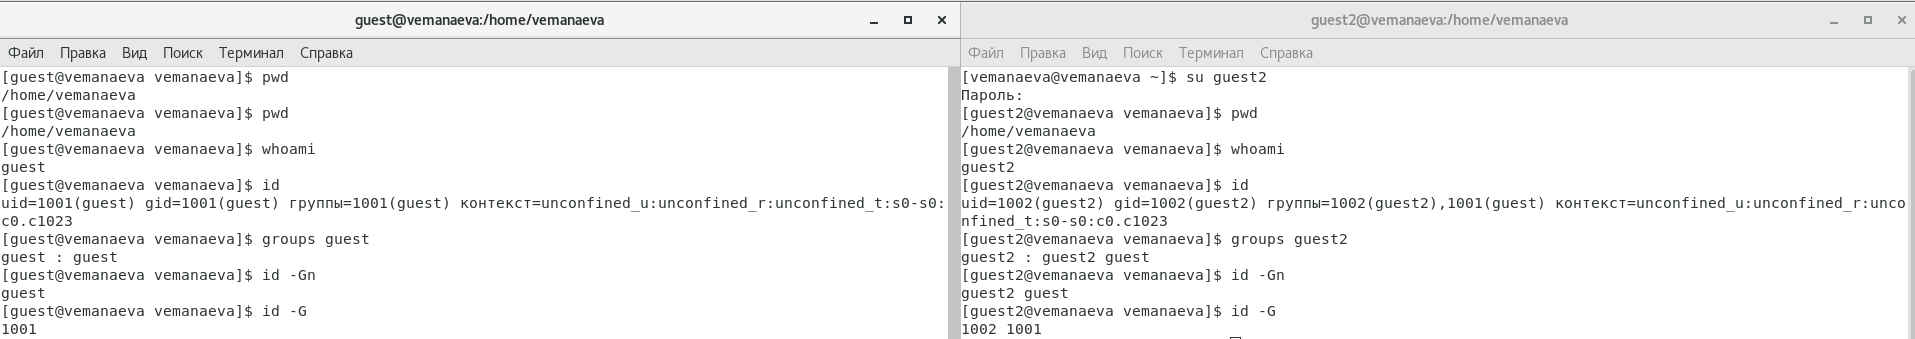 guest@vemanaeva:/home/vemanaeva
Файл Правка Вид Поиск Терминал Справка
[guest@vemanaeva vemanaeva]$ pwd
/home/vemanaeva
[guest@vemanaeva vemanaeva]$ pwd
/home/vemanaeva
[guest@vemanaeva vemanaeva]$ whoami
guest
[guest@vemanaeva vemanaeva]$ id
uid=1001(guest) gid=1001(guest) группы=1001(guest) контекст=unconfined_u:unconfined_r:unconfined_t:s0-s0:
c0.c1023
[guest@vemanaeva vemanaeva]$ groups guest
guest : guest
[guest@vemanaeva vemanaeva]$ id -Gn
guest
[guest@vemanaeva vemanaeva]$ id -G
1001
guest2@vemanaeva:/home/vemanaeva
Файл Правка Вид Поиск Терминал Справка
[vemanaeva@vemanaeva ~]$ su guest2
Пароль:
[guest2@vemanaeva vemanaeva]$ pwd
/home/vemanaeva
[guest2@vemanaeva vemanaeva]$ whoami
guest2
[guest2@vemanaeva vemanaeva]$ id
uid=1002(guest2) gid=1002(guest2) группы=1002(guest2),1001(guest) контекст=unconfined_u:unconfined_r:unco
nfined_t:s0-s0:c0.c1023
[guest2@vemanaeva vemanaeva]$ groups guest2
guest2 : guest2 guest
[guest2@vemanaeva vemanaeva]$ id -Gn
guest2 guest
[guest2@vemanaeva vemanaeva]$ id -G
1002 1001